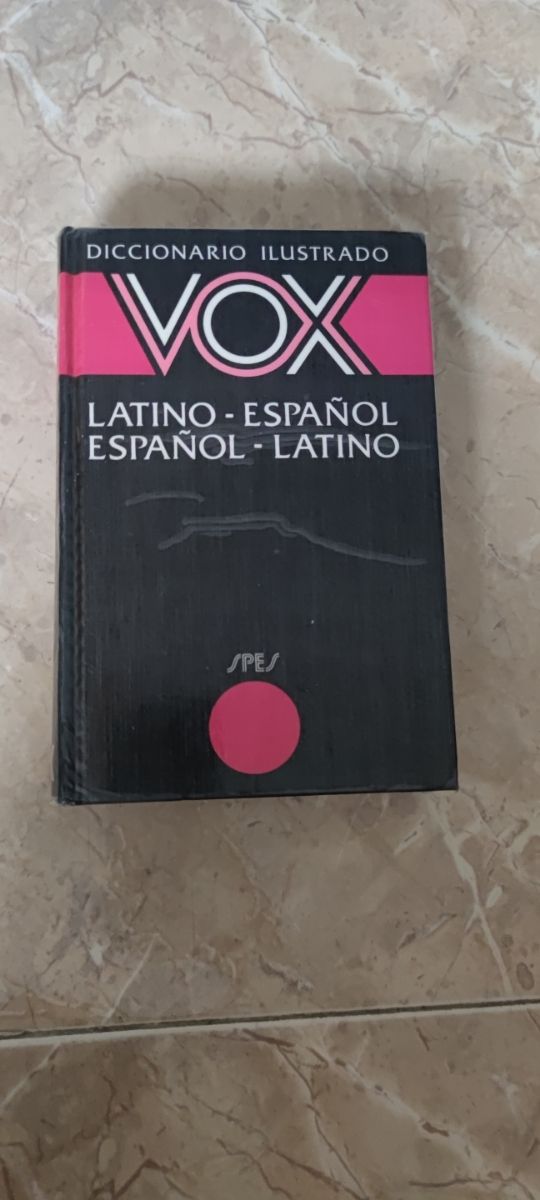 DICCIONARIO ILUSTRADO
VOX
LATINO - ESPAÑOL
ESPAÑOL - LATINO
SPES